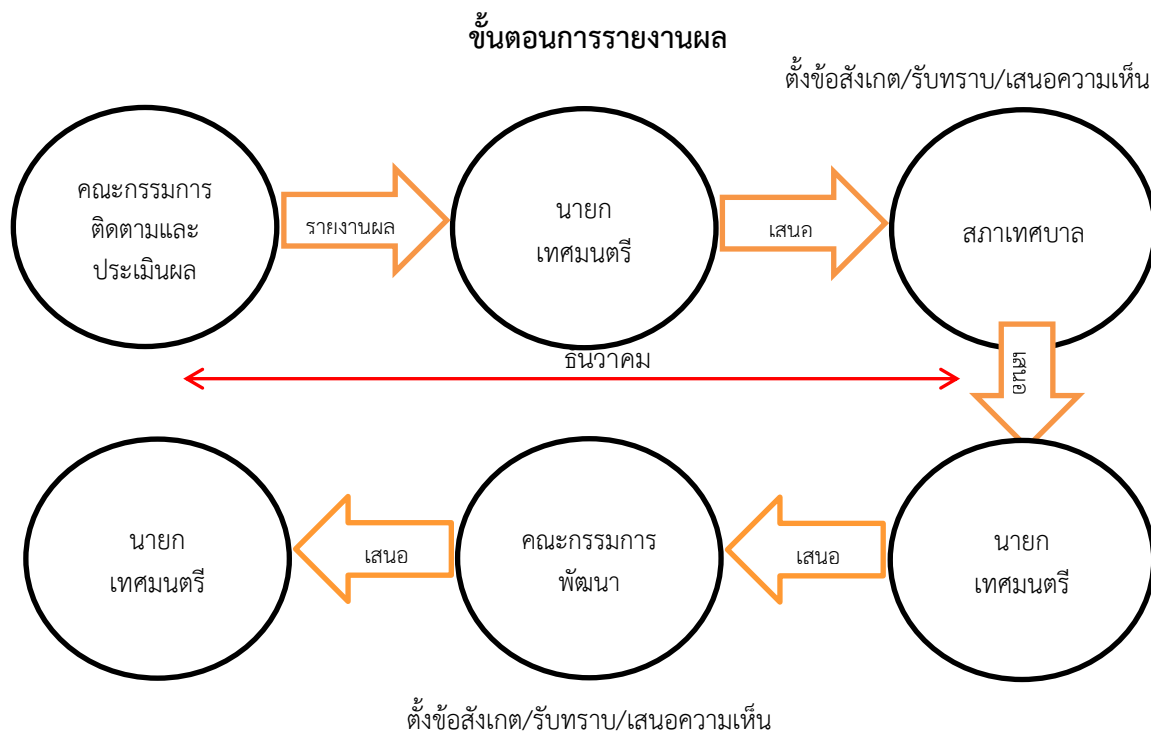 ขั้นตอนการรายงานผล
ตั้งข้อสังเกต/รับทราบ/เสนอความเห็น
คณะกรรมการ
ติดตามและ
ประเมินผล
รายงานผล
นายก
เทศมนตรี
เสนอ
สภาเทศบาล
ธันวาคม
เสนอ
นายก
เทศมนตรี
เสนอ
คณะกรรมการ
พัฒนา
เสนอ
นายก
เทศมนตรี
ตั้งข้อสังเกต/รับทราบ/เสนอความเห็น